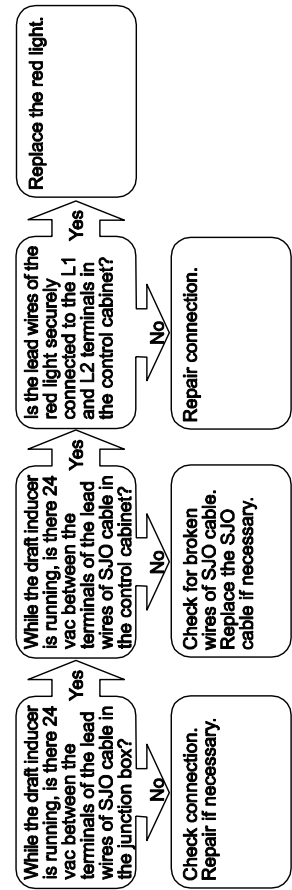 While the draft inducer
is running, is there 24
vac between the
terminals of the lead
wires of SJO cable in
the junction box?
Yes
No
Check connection.
Repair if necessary.
While the draft inducer
is running, is there 24
vac between the
terminals of the lead
wires of SJO cable in
the control cabinet?
Yes
No
Check for broken
wires of SJO cable.
Replace the SJO
cable if necessary.
Is the lead wires of the
red light securely
connected to the L1
and L2 terminals in
the control cabinet?
Yes
No
Repair connection.
Replace the red light.